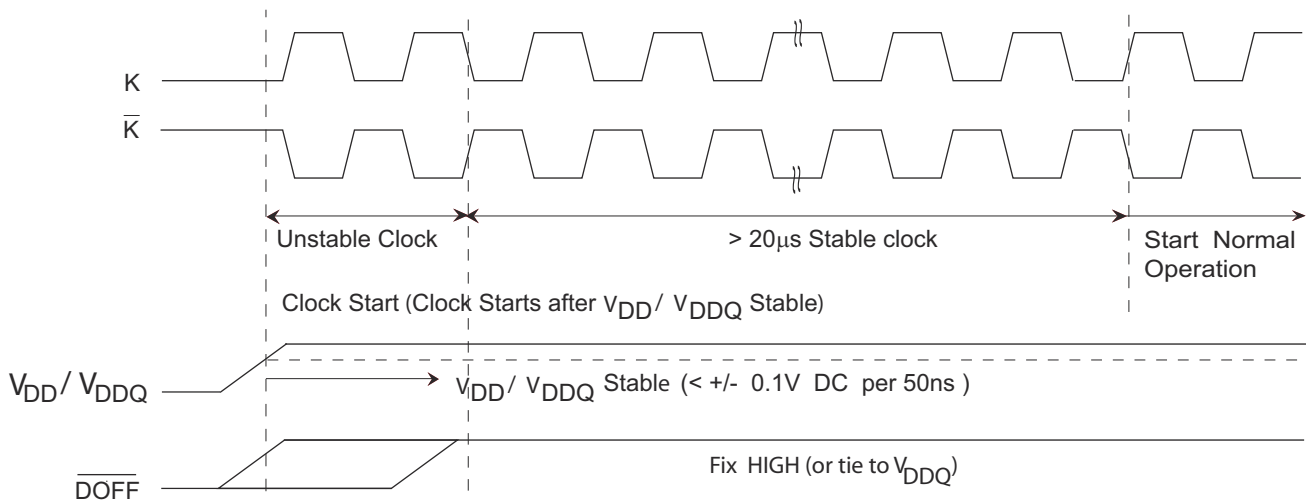 K
K
Unstable Clock
> 20μs Stable clock
Start Normal
Operation
Clock Start (Clock Starts after VDD/ VDDQ Stable)
VDD/ VDDQ
VDD/ VDDQ Stable (< +/- 0.1V DC per 50ns )
DOFF
Fix HIGH (or tie to VDDQ)